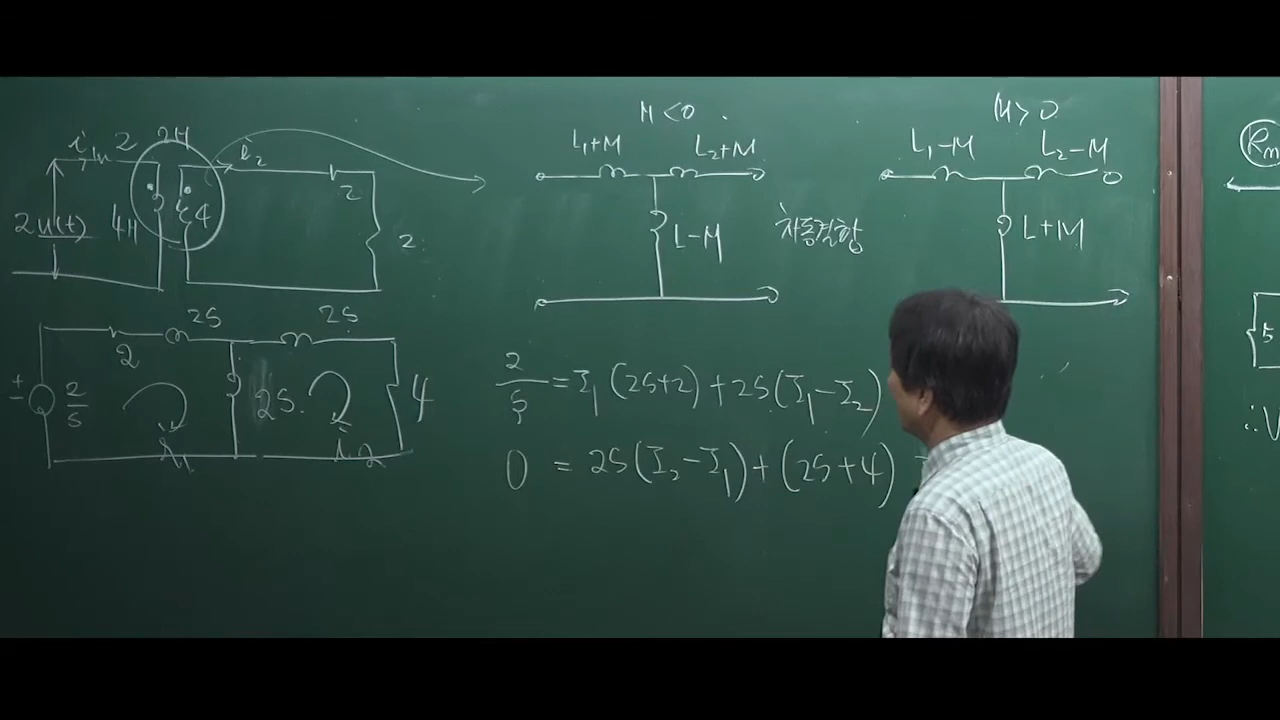 M<0
M>0
L₁+M
L₂+M
L-M
차동결합
L₁-M
L₂-M
L+M
i₁ 2 2H
i₂
2
2u(t) 4H 4
2
2S 2S
2
+
-
2/S
2S
4
i₁
i₂
2/S = I₁(2S+2)+2S(I₁-I₂)
0 = 2S(I₂-I₁)+(2S+4)
Rm
5
∴V